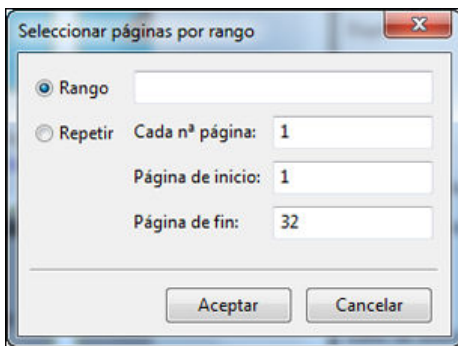 Seleccionar páginas por rango
Rango
Repetir Cada nª página: 1
Página de inicio: 1
Página de fin: 32
Aceptar Cancelar